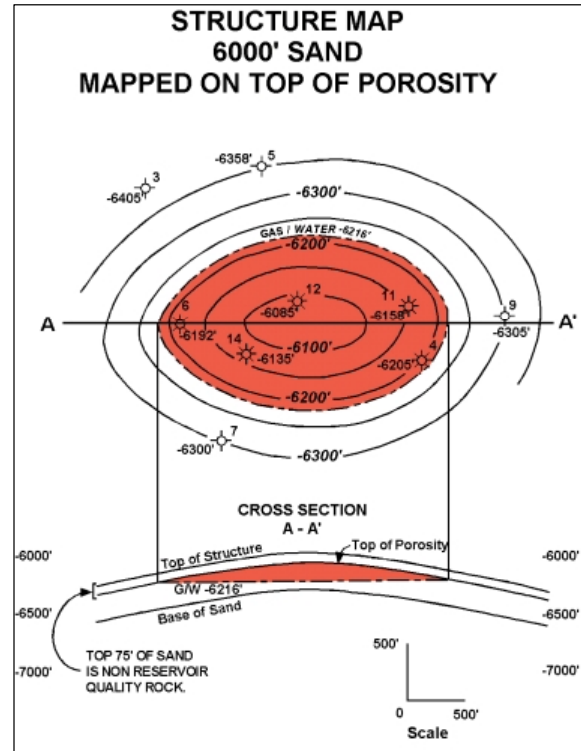 STRUCTURE MAP
6000' SAND
MAPPED ON TOP OF POROSITY
-6358' 5
3
-6405'
-6300'
GAS / WATER -6216'
-6200'
12
-6085'
11
-6158'
6
-6192'
9
-6305'
A
A'
14
-6135'
-6100'
4
-6205'
-6200'
7
-6300'
-6300'
CROSS SECTION
A - A'
Top of Porosity
-6000'
Top of Structure
-6000'
G/W -6216'
Base of Sand
-6500'
-6500'
TOP 75' OF SAND
IS NON RESERVOIR
QUALITY ROCK.
500'
-7000'
-7000'
0 500'
Scale